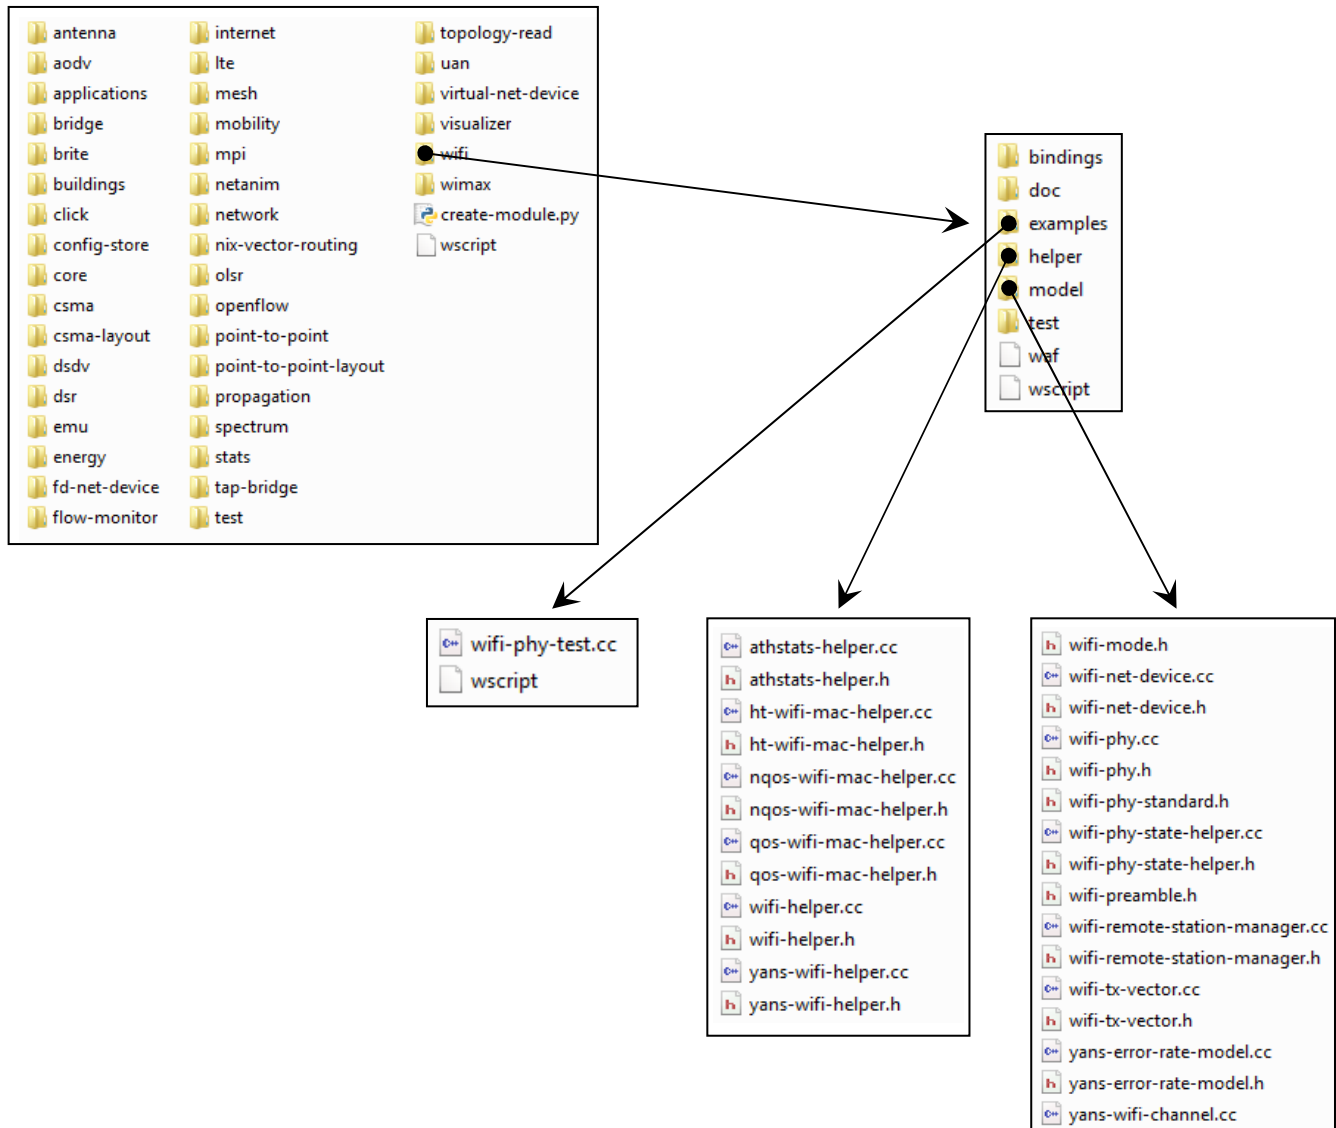 antenna
aodv
applications
bridge
brite
buildings
click
config-store
core
csma
csma-layout
dsdv
dsr
emu
energy
fd-net-device
flow-monitor
internet
lte
mesh
mobility
mpi
netanim
network
nix-vector-routing
olsr
openflow
point-to-point
point-to-point-layout
propagation
spectrum
stats
tap-bridge
test
topology-read
uan
virtual-net-device
visualizer
wifi
wimax
create-module.py
wscript
bindings
doc
examples
helper
model
test
waf
wscript
wifi-phy-test.cc
wscript
athstats-helper.cc
athstats-helper.h
ht-wifi-mac-helper.cc
ht-wifi-mac-helper.h
nqos-wifi-mac-helper.cc
nqos-wifi-mac-helper.h
qos-wifi-mac-helper.cc
qos-wifi-mac-helper.h
wifi-helper.cc
wifi-helper.h
yans-wifi-helper.cc
yans-wifi-helper.h
wifi-mode.h
wifi-net-device.cc
wifi-net-device.h
wifi-phy.cc
wifi-phy.h
wifi-phy-standard.h
wifi-phy-state-helper.cc
wifi-phy-state-helper.h
wifi-preamble.h
wifi-remote-station-manager.cc
wifi-remote-station-manager.h
wifi-tx-vector.cc
wifi-tx-vector.h
yans-error-rate-model.cc
yans-error-rate-model.h
yans-wifi-channel.cc